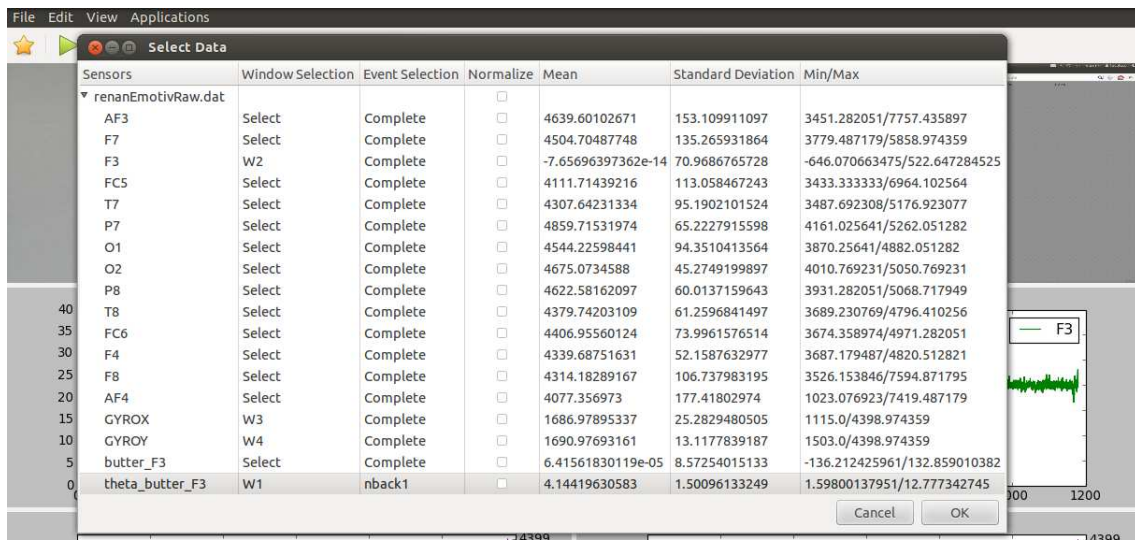 File Edit View Applications
Select Data
Sensors Window Selection Event Selection Normalize Mean Standard Deviation Min/Max
renanEmotivRaw.dat
AF3 Select Complete 4639.60102671 153.109911097 3451.282051/7757.435897
F7 Select Complete 4504.70487748 135.265931864 3779.487179/5858.974359
F3 W2 Complete -7.65696397362e-14 70.9686765728 -646.070663475/522.647284525
FC5 Select Complete 4111.71439216 113.058467243 3433.333333/6964.102564
T7 Select Complete 4307.64231334 95.1902101524 3487.692308/5176.923077
P7 Select Complete 4859.71531974 65.2227915598 4161.025641/5262.051282
O1 Select Complete 4544.22598441 94.3510413564 3870.25641/4882.051282
O2 Select Complete 4675.0734588 45.2749199897 4010.769231/5050.769231
P8 Select Complete 4622.58162097 60.0137159643 3931.282051/5068.717949
40
T8 Select Complete 4379.74203109 61.2596841497 3689.230769/4796.410256
35
FC6 Select Complete 4406.95560124 73.9961576514 3674.358974/4971.282051
F3
30
F4 Select Complete 4339.68751631 52.1587632977 3687.179487/4820.512821
25
F8 Select Complete 4314.18289167 106.737983195 3526.153846/7594.871795
20
AF4 Select Complete 4077.356973 177.41802974 1023.076923/7419.487179
15
GYROX W3 Complete 1686.97895337 25.2829480505 1115.0/4398.974359
10
GYROY W4 Complete 1690.97693161 13.1177839187 1503.0/4398.974359
5
butter_F3 Select Complete 6.41561830119e-05 8.57254015133 -136.212425961/132.859010382
0
theta_butter_F3 W1 nback1 4.14419630583 1.50096133249 1.59800137951/12.777342745
1200
Cancel OK